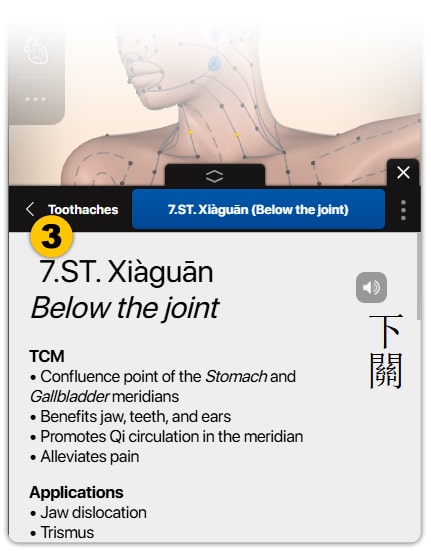 Toothaches
7.ST. Xiàguān (Below the joint)
3
7.ST. Xiàguān
Below the joint
下關
TCM
• Confluence point of the Stomach and
Gallbladder meridians
• Benefits jaw, teeth, and ears
• Promotes Qi circulation in the meridian
• Alleviates pain
Applications
• Jaw dislocation
• Trismus